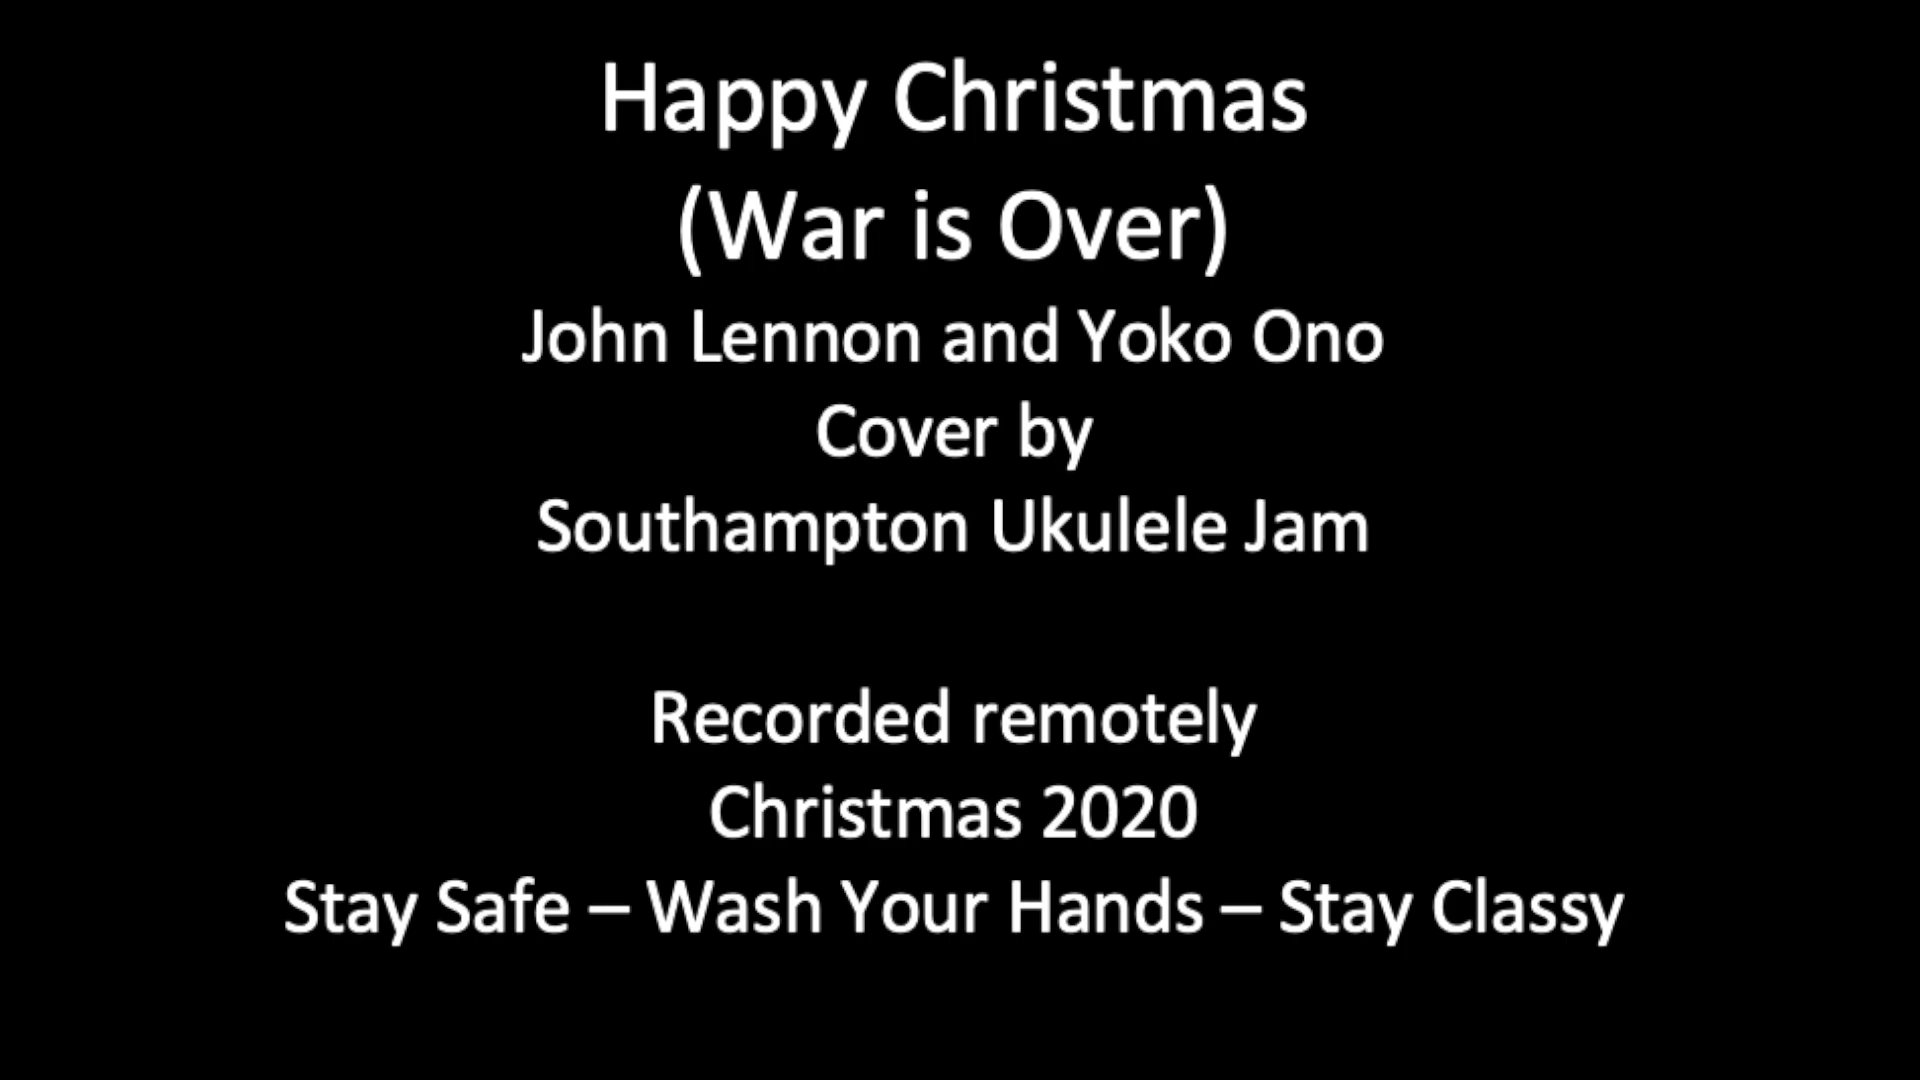 Happy Christmas
(War is Over)
John Lennon and Yoko Ono
Cover by
Southampton Ukulele Jam
Recorded remotely
Christmas 2020
Stay Safe – Wash Your Hands – Stay Classy